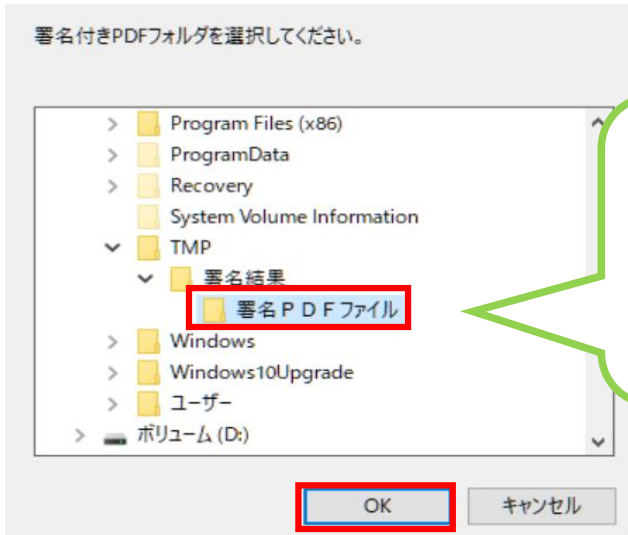 署名付きPDFフォルダを選択してください。
Program Files (x86)
ProgramData
Recovery
System Volume Information
TMP
署名結果
署名ＰＤＦファイル
Windows
Windows10Upgrade
ユーザー
ボリューム (D:)
OK
キャンセル